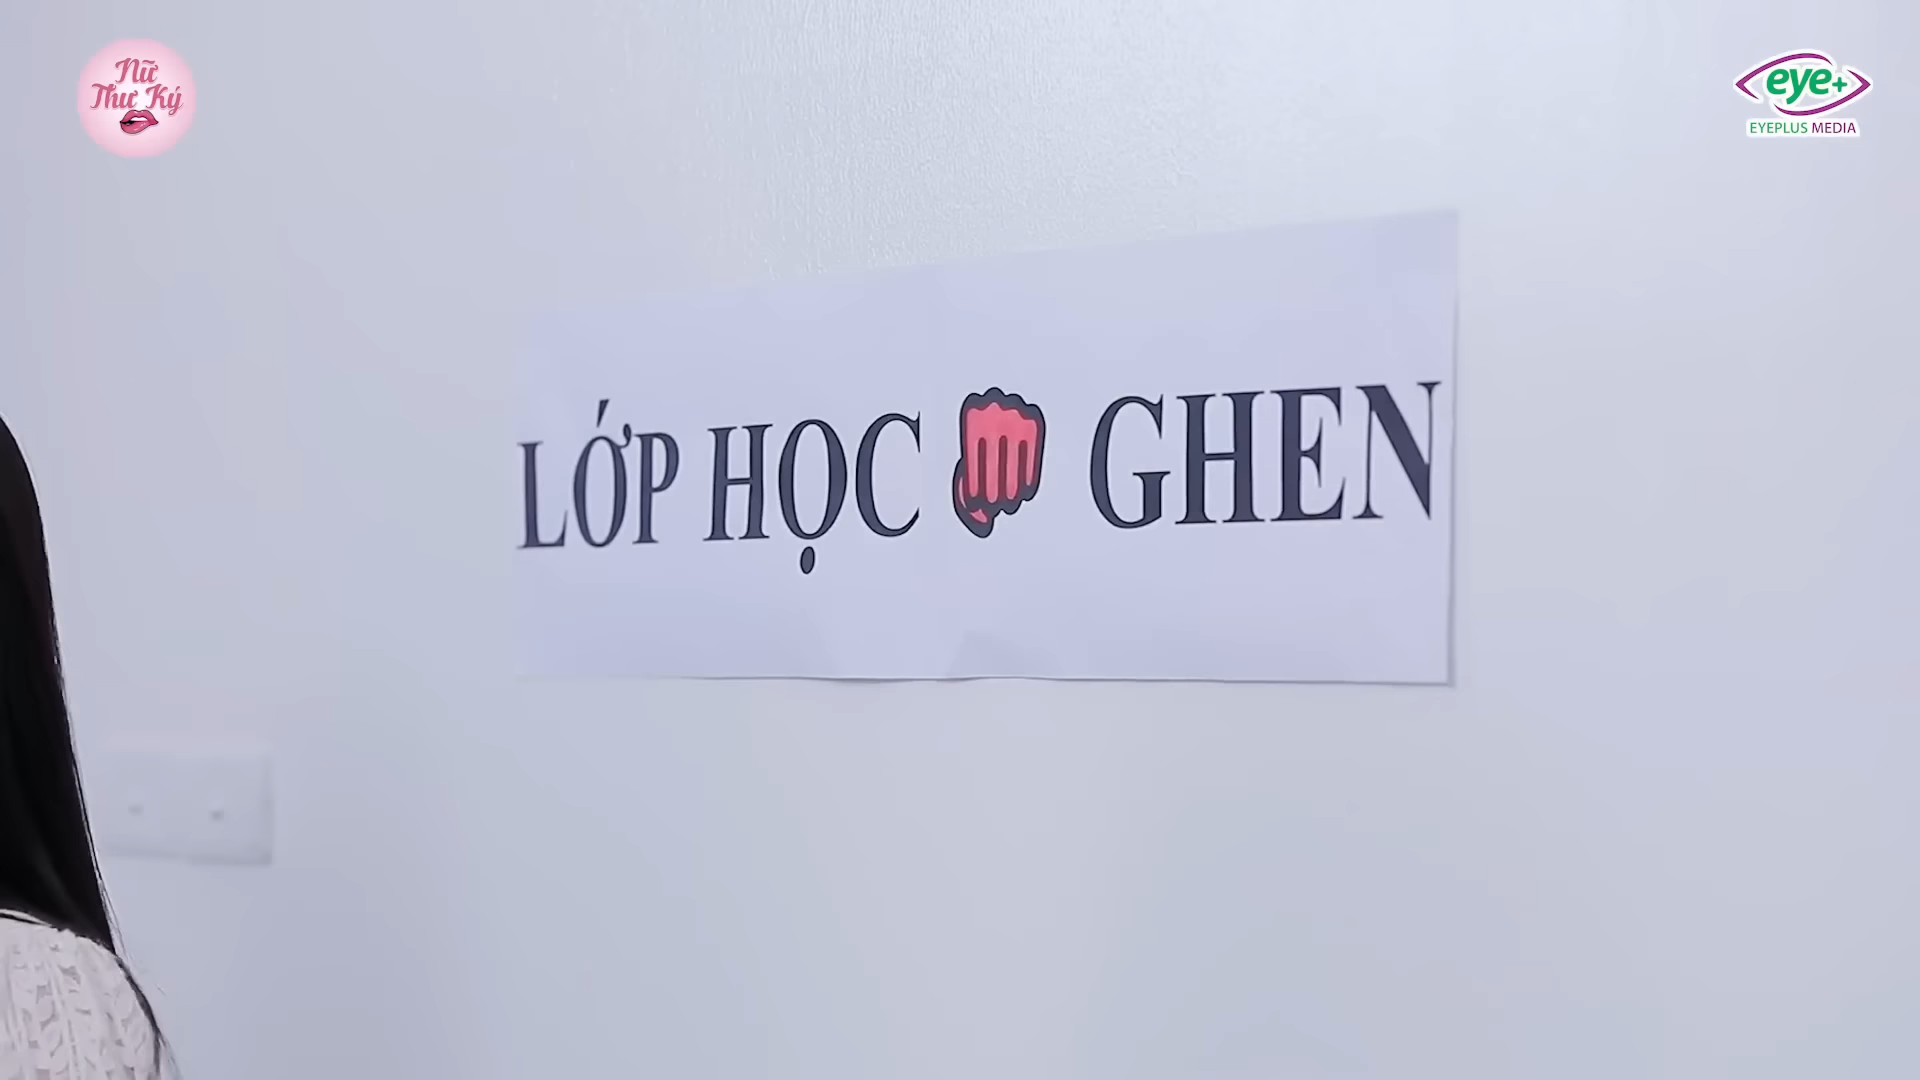 Nữ
Thư Ký
eye+
EYEPLUS MEDIA
LỚP HỌC GHEN